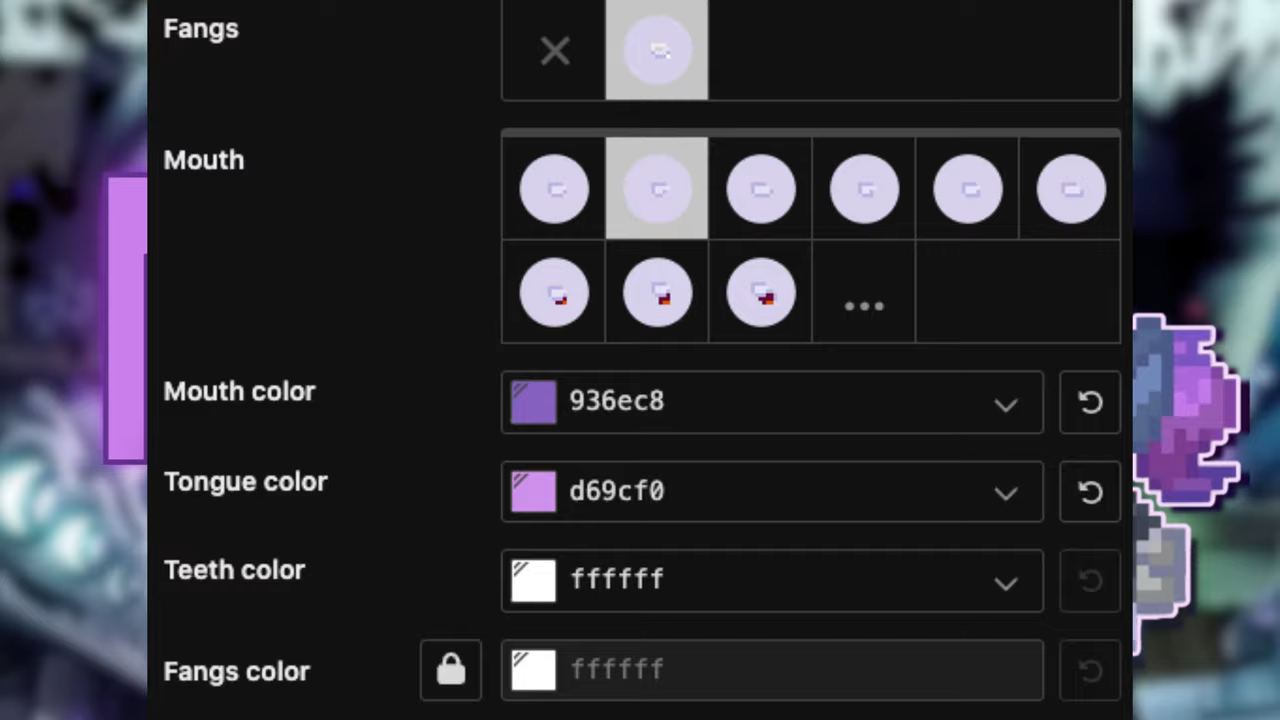 Fangs
Mouth
Mouth color
936ec8
Tongue color
d69cf0
Teeth color
ffffff
Fangs color
ffffff